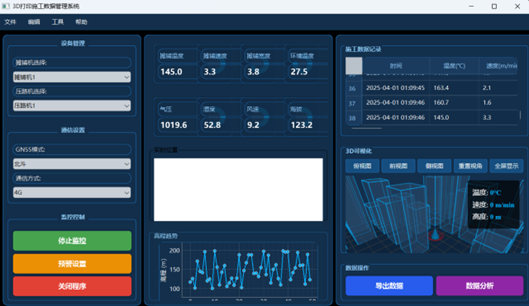 3D打印施工数据管理系统
文件 编辑 工具 帮助
设备管理
摊铺机选择:
摊铺机1
压路机选择:
压路机1
通信设置
GNSS模式:
北斗
通信方式:
4G
监控控制
停止监控
预警设置
关闭程序
摊铺温度 摊铺速度 摊铺宽度 环境温度
145.0 3.3 3.8 27.5
气压 湿度 风速 海拔
1019.6 52.8 9.2 123.2
实时位置
高程趋势
高程 (m)
200
150
100
施工数据记录
时间 温度(℃) 速度(m/min
36 2025-04-01 01:09:45 163.4 2.1
37 2025-04-01 01:09:46 160.7 1.6
38 2025-04-01 01:09:46 145.0 3.3
3D可视化
俯视图 前视图 侧视图 重置视角 全屏显示
温度: 0°C
速度: 0 m/min
高度: 0 m
数据操作
导出数据 数据分析